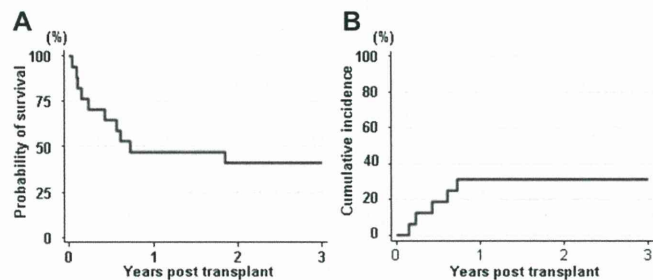 A
(%)
100
75
50
25
0
Probability of survival
0 1 2 3
Years post transplant
B
(%)
100
80
60
40
20
0
Cumulative incidence
0 1 2 3
Years post transplant